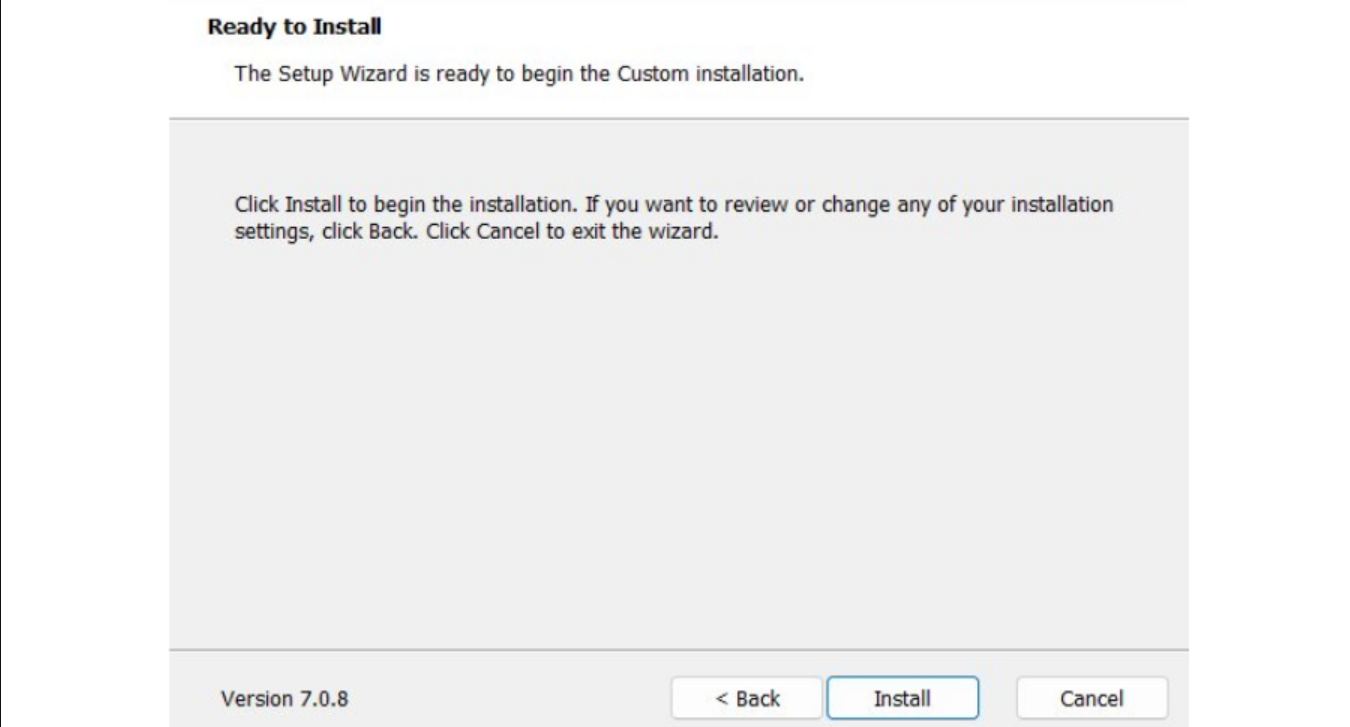 Ready to Install
The Setup Wizard is ready to begin the Custom installation.
Click Install to begin the installation. If you want to review or change any of your installation
settings, click Back. Click Cancel to exit the wizard.
Version 7.0.8
< Back
Install
Cancel